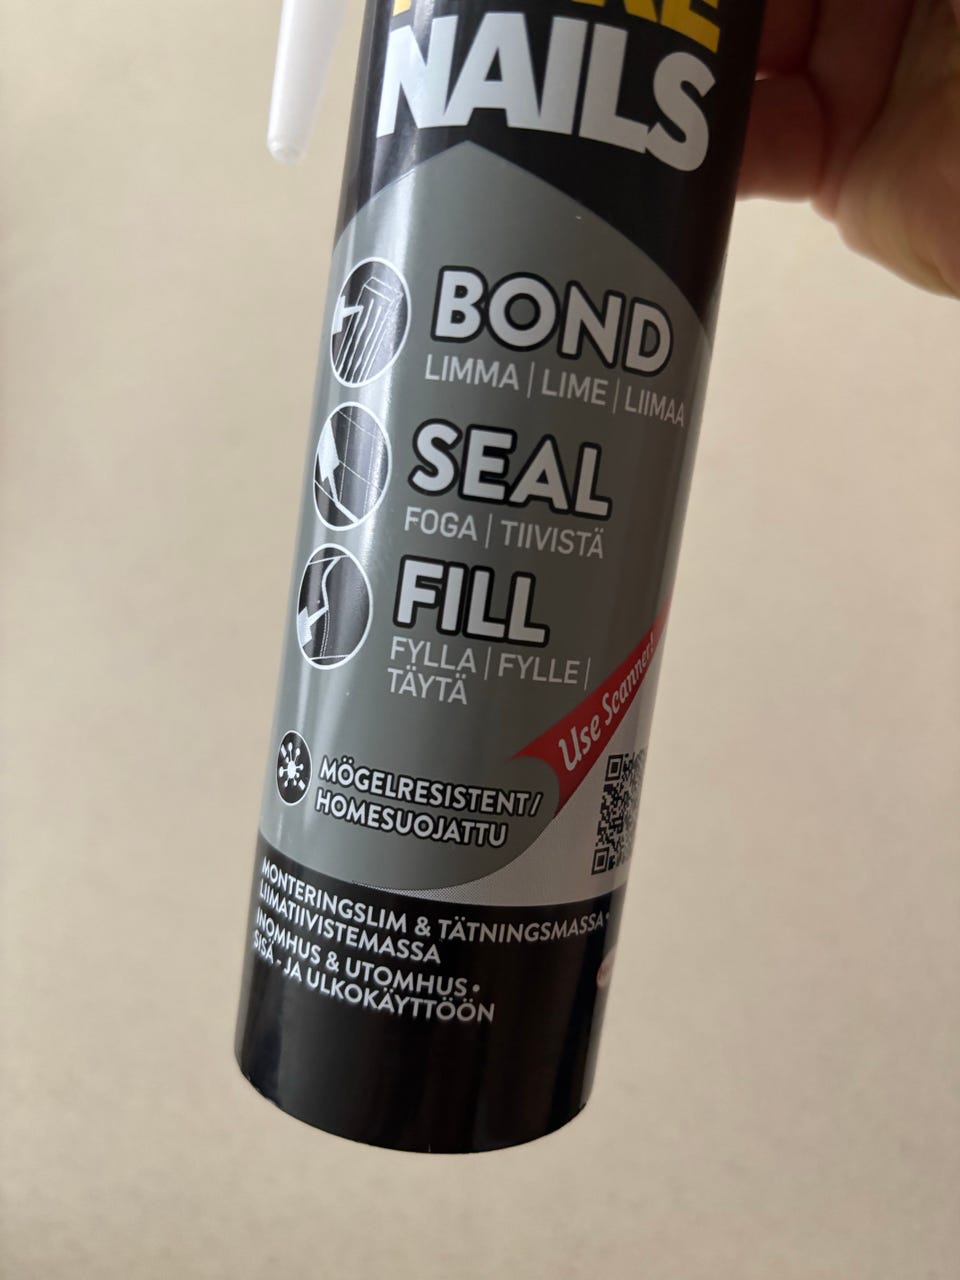 NAILS
BOND
LIMMA | LIME | LIIMAA
SEAL
FOGA | TIIVISTÄ
FILL
FYLLA | FYLLE |
TÄYTÄ
Use Scanner!
MÖGELRESISTENT/
HOMESUOJATTU
MONTERINGSLIM & TÄTNINGSMASSA •
LIIMATIIVISTEMASSA
INOMHUS & UTOMHUS •
SISÄ- JA ULKOKÄYTTÖÖN